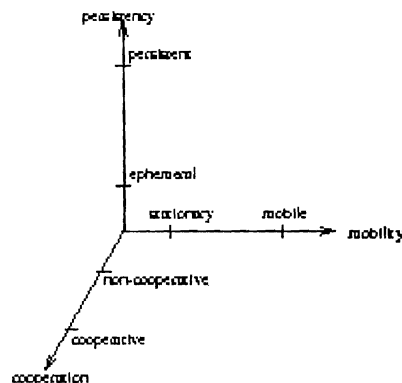 persistency
persistent
ephemeral
stationary
mobile
mobility
non-cooperative
cooperative
cooperation